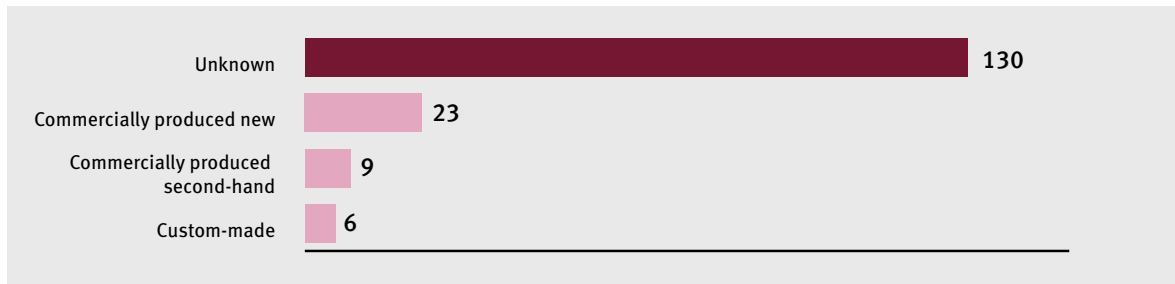 Unknown 130
Commercially produced new 23
Commercially produced
second-hand 9
Custom-made 6